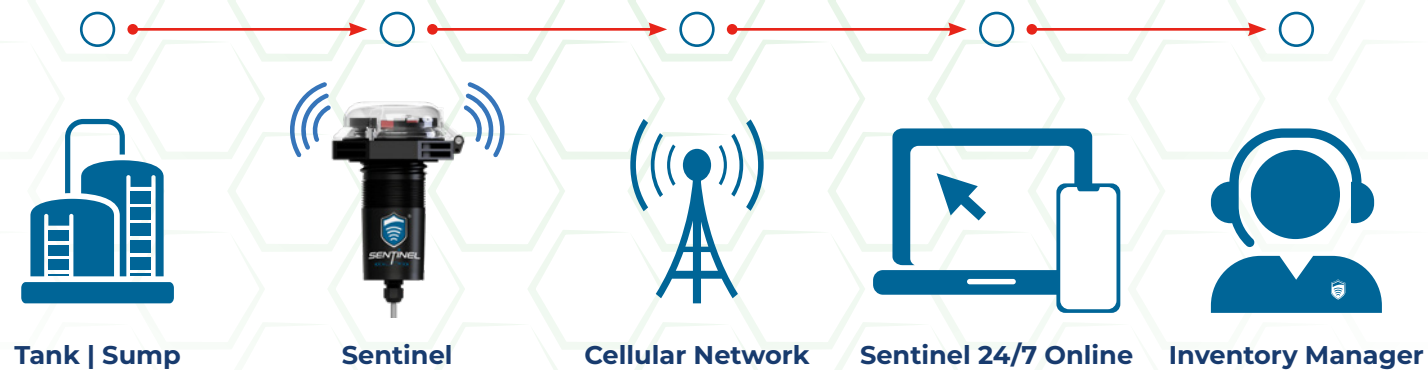 SENTINEL
Tank | Sump
Sentinel
Cellular Network
Sentinel 24/7 Online
Inventory Manager